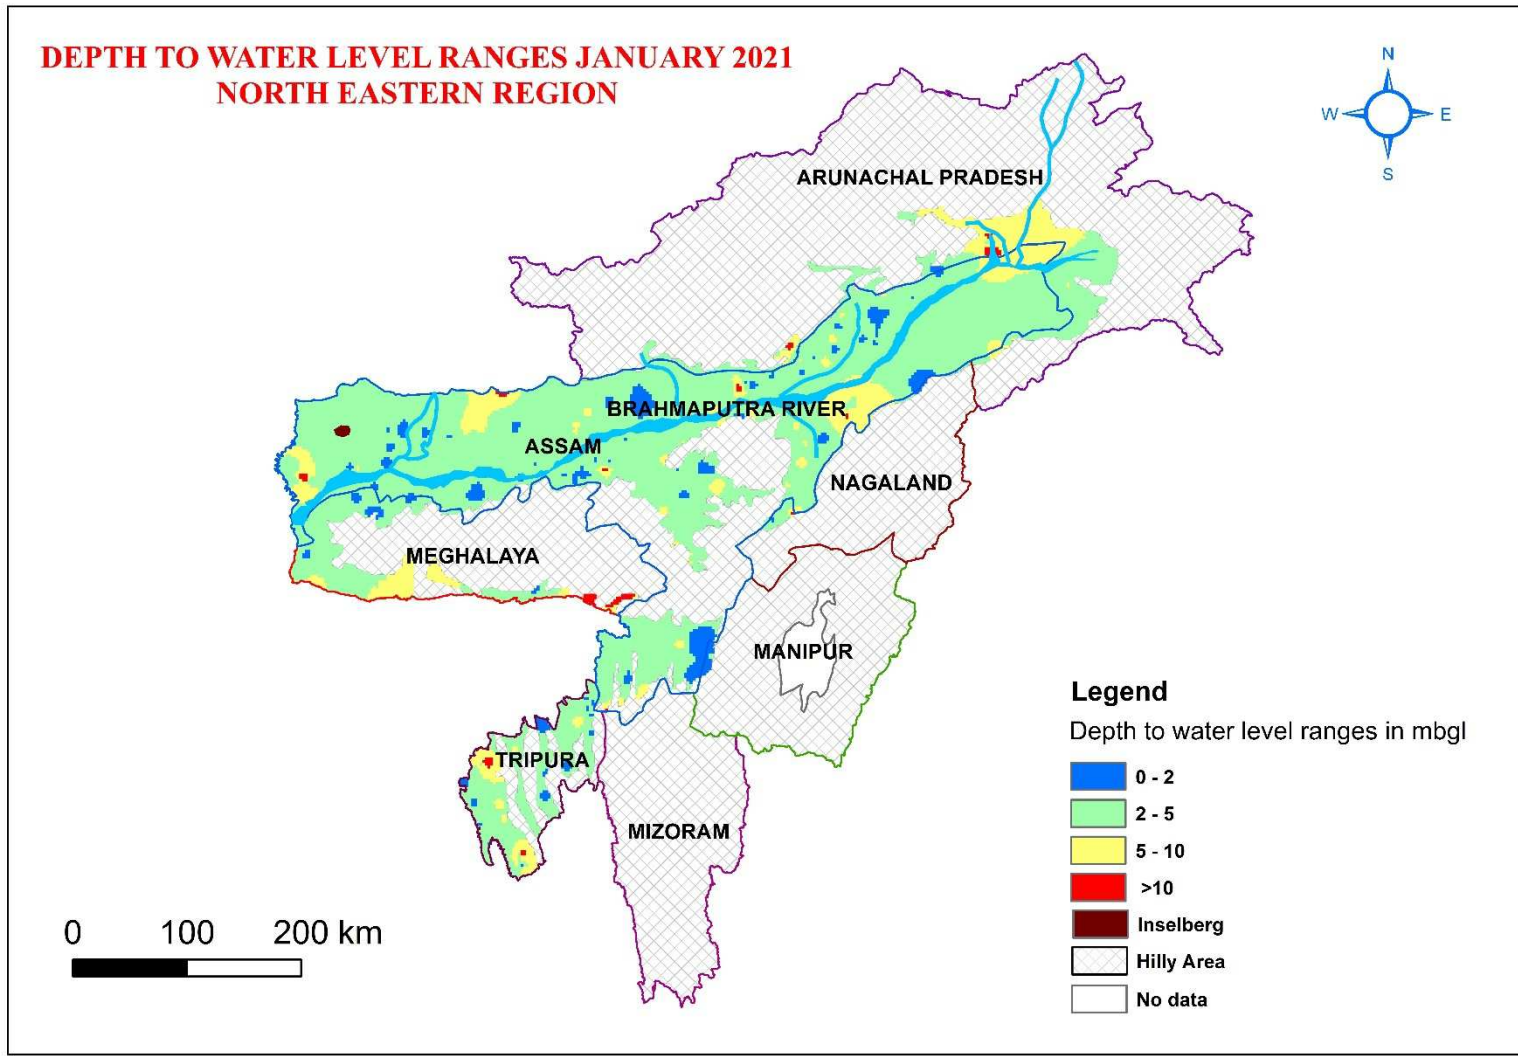 DEPTH TO WATER LEVEL RANGES JANUARY 2021
NORTH EASTERN REGION
N
W
E
S
ARUNACHAL PRADESH
BRAHMAPUTRA RIVER
ASSAM
NAGALAND
MEGHALAYA
MANIPUR
TRIPURA
MIZORAM
Legend
Depth to water level ranges in mbgl
0 - 2
2 - 5
5 - 10
>10
Inselberg
Hilly Area
No data
0 100 200 km